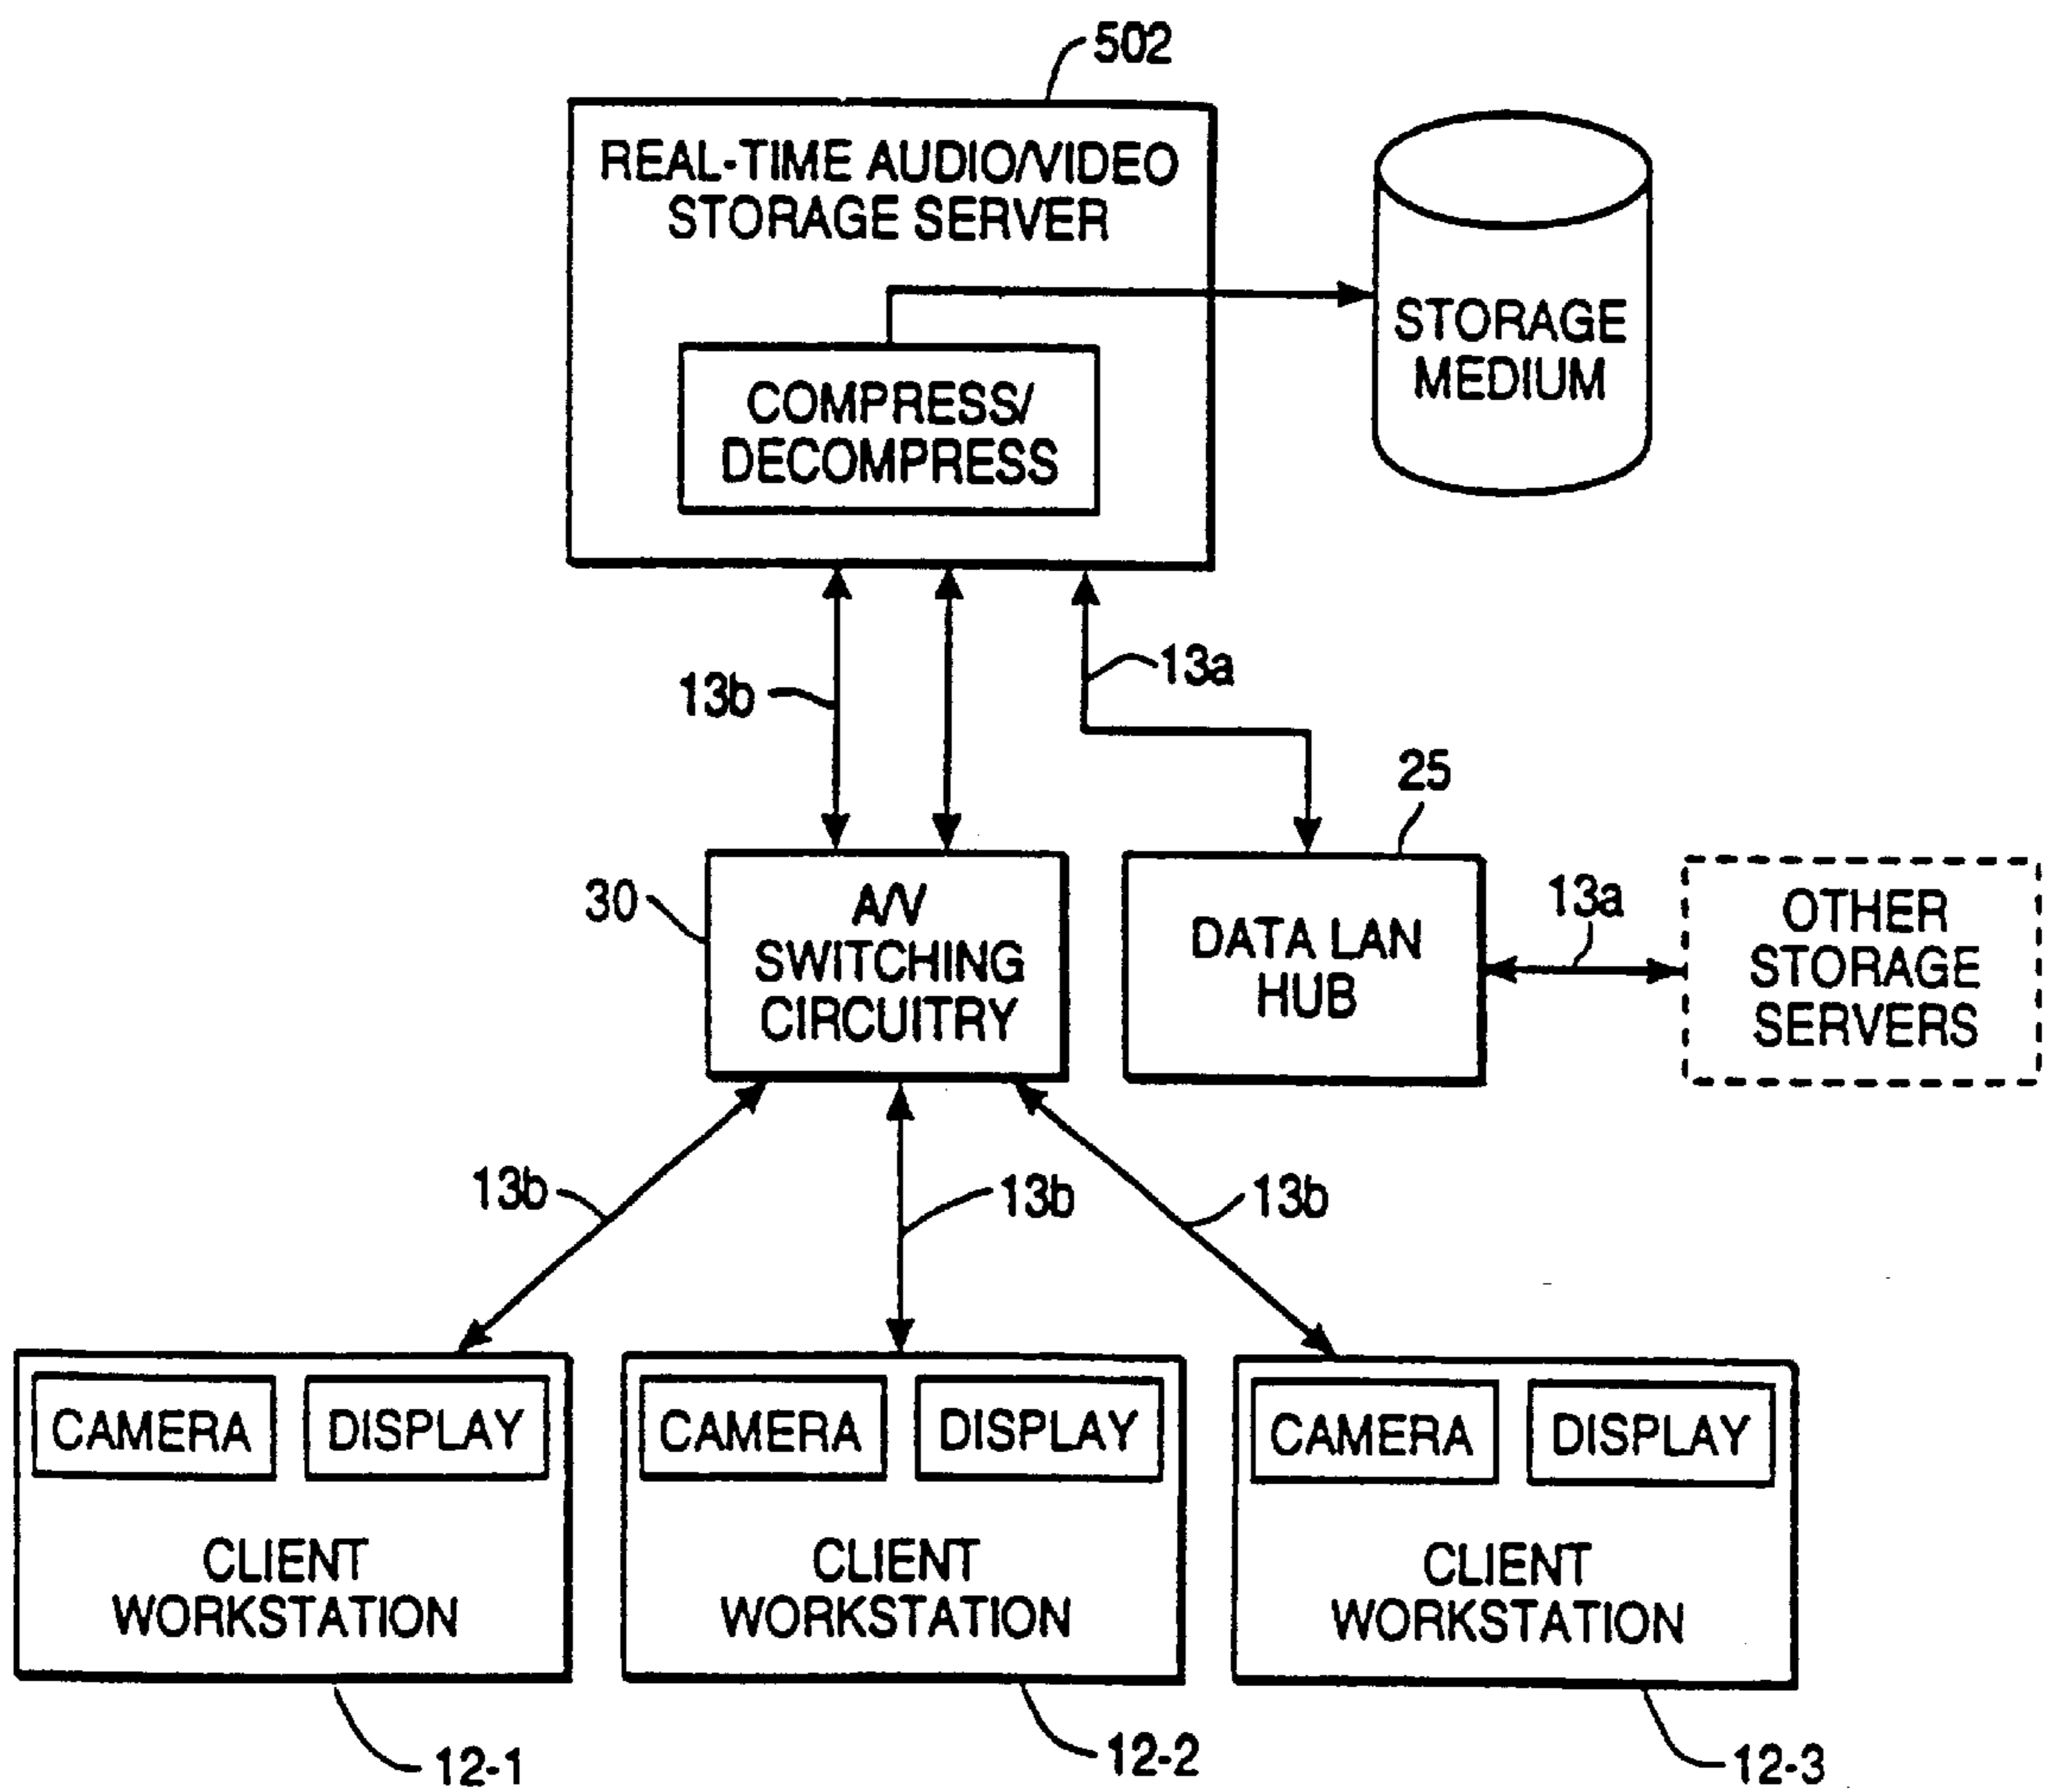 502
REAL-TIME AUDIO/VIDEO
STORAGE SERVER
COMPRESS/
DECOMPRESS
STORAGE
MEDIUM
13b
13a
25
30
A/V
SWITCHING
CIRCUITRY
DATA LAN
HUB
13a
OTHER
STORAGE
SERVERS
13b
13b
13b
CAMERA
DISPLAY
CLIENT
WORKSTATION
CAMERA
DISPLAY
CLIENT
WORKSTATION
CAMERA
DISPLAY
CLIENT
WORKSTATION
12-1
12-2
12-3